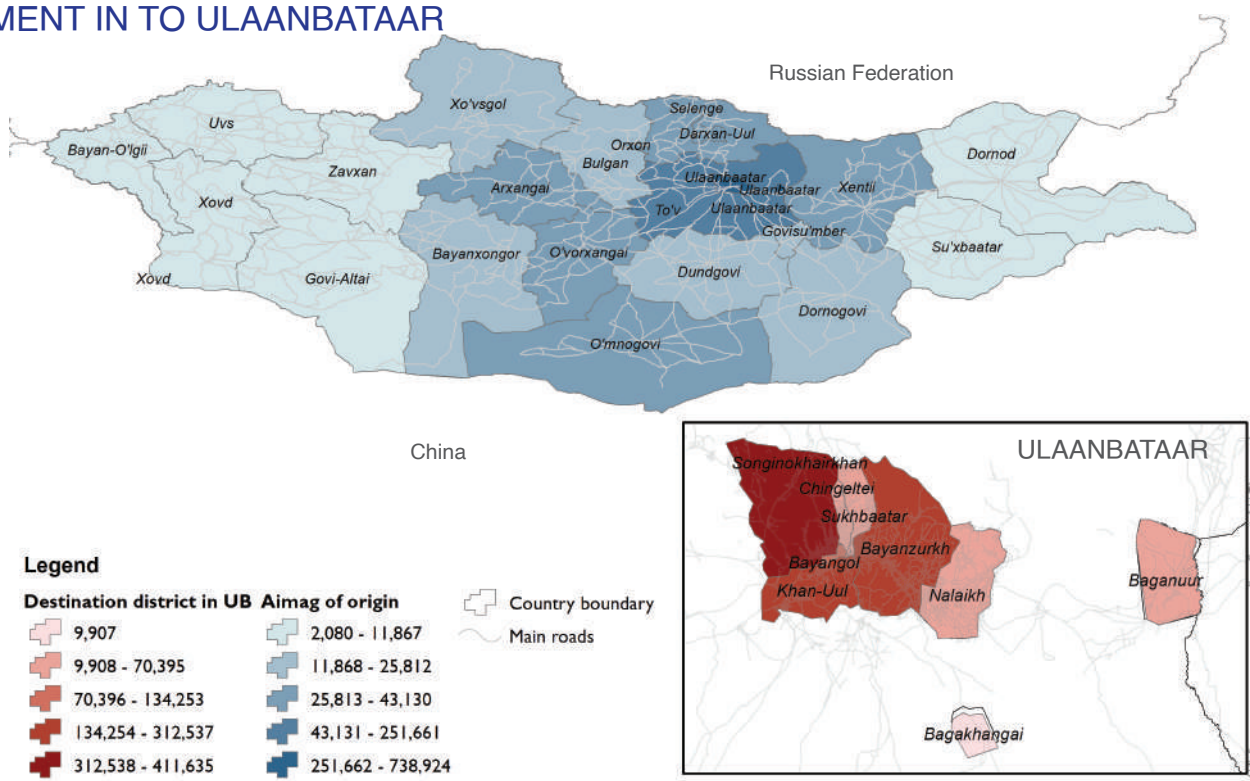 MENT IN TO ULAANBATAAR
Russian Federation
Xo'vsgol
Selenge
Uvs
Darxan-Uul
Bayan-O'lgii
Orxon
Bulgan
Dornod
Zavxan
Ulaanbaatar
Arxangai
Ulaanbaatar
Xentii
Xovd
To'v
Ulaanbaatar
Govisu'mber
Bayanxongor
O'vorxangai
Su'xbaatar
Xovd
Govi-Altai
Dundgovi
Dornogovi
O'mnogovi
China
ULAANBATAAR
Songinokhairkhan
Chingeltei
Sukhbaatar
Bayanzurkh
Bayangol
Khan-Uul
Nalaikh
Baganuur
Bagakhangai
Legend
Destination district in UB
9,907
9,908 - 70,395
70,396 - 134,253
134,254 - 312,537
312,538 - 411,635
Aimag of origin
2,080 - 11,867
11,868 - 25,812
25,813 - 43,130
43,131 - 251,661
251,662 - 738,924
Country boundary
Main roads